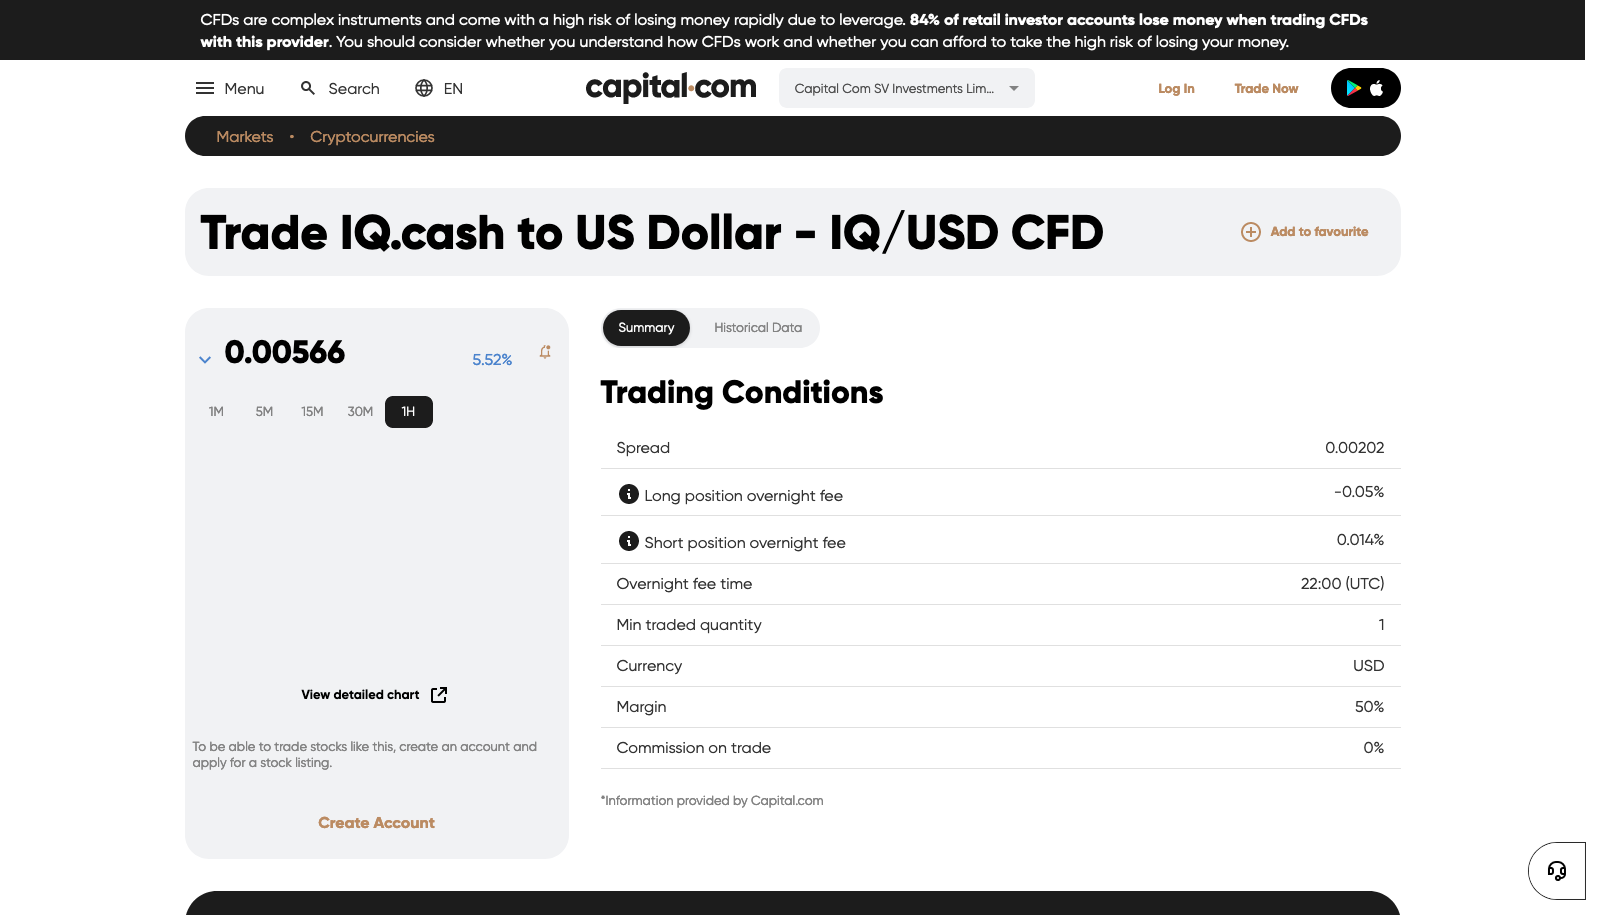 CFDs are complex instruments and come with a high risk of losing money rapidly due to leverage. 84% of retail investor accounts lose money when trading CFDs
with this provider. You should consider whether you understand how CFDs work and whether you can afford to take the high risk of losing your money.
Menu Search EN capital.com Capital Com SV Investments Lim... Log In Trade Now
Markets • Cryptocurrencies
Trade IQ.cash to US Dollar - IQ/USD CFD Add to favourite
0.00566 5.52%
1M 5M 15M 30M 1H
View detailed chart
To be able to trade stocks like this, create an account and
apply for a stock listing.
Create Account
Summary Historical Data
Trading Conditions
Spread 0.00202
Long position overnight fee -0.05%
Short position overnight fee 0.014%
Overnight fee time 22:00 (UTC)
Min traded quantity 1
Currency USD
Margin 50%
Commission on trade 0%
*Information provided by Capital.com